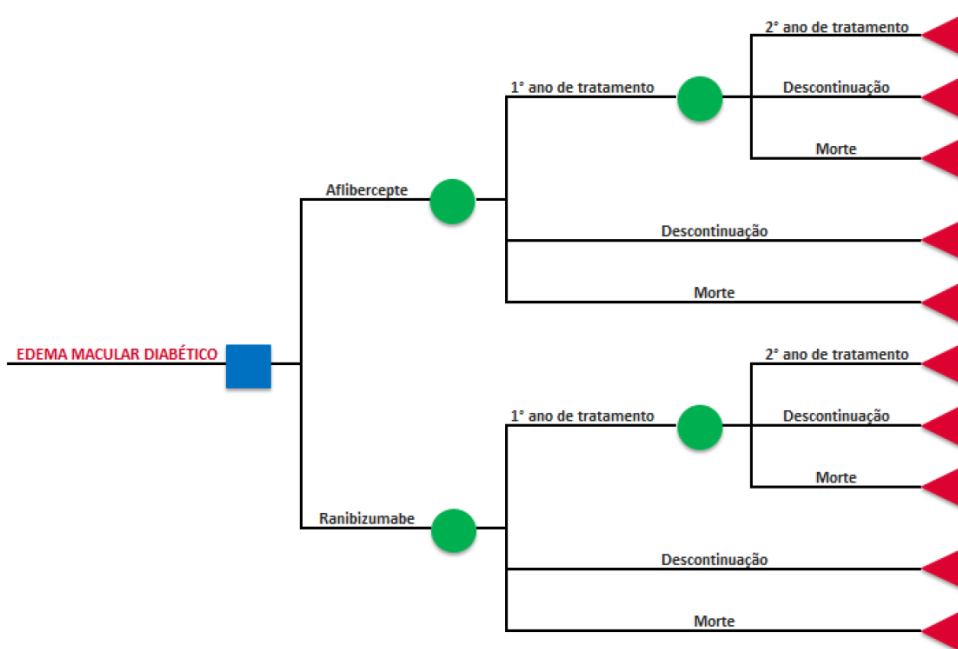 2° ano de tratamento
1° ano de tratamento
Descontinuação
Morte
Aflibercepte
Descontinuação
Morte
EDEMA MACULAR DIABÉTICO
2° ano de tratamento
1° ano de tratamento
Descontinuação
Morte
Ranibizumabe
Descontinuação
Morte